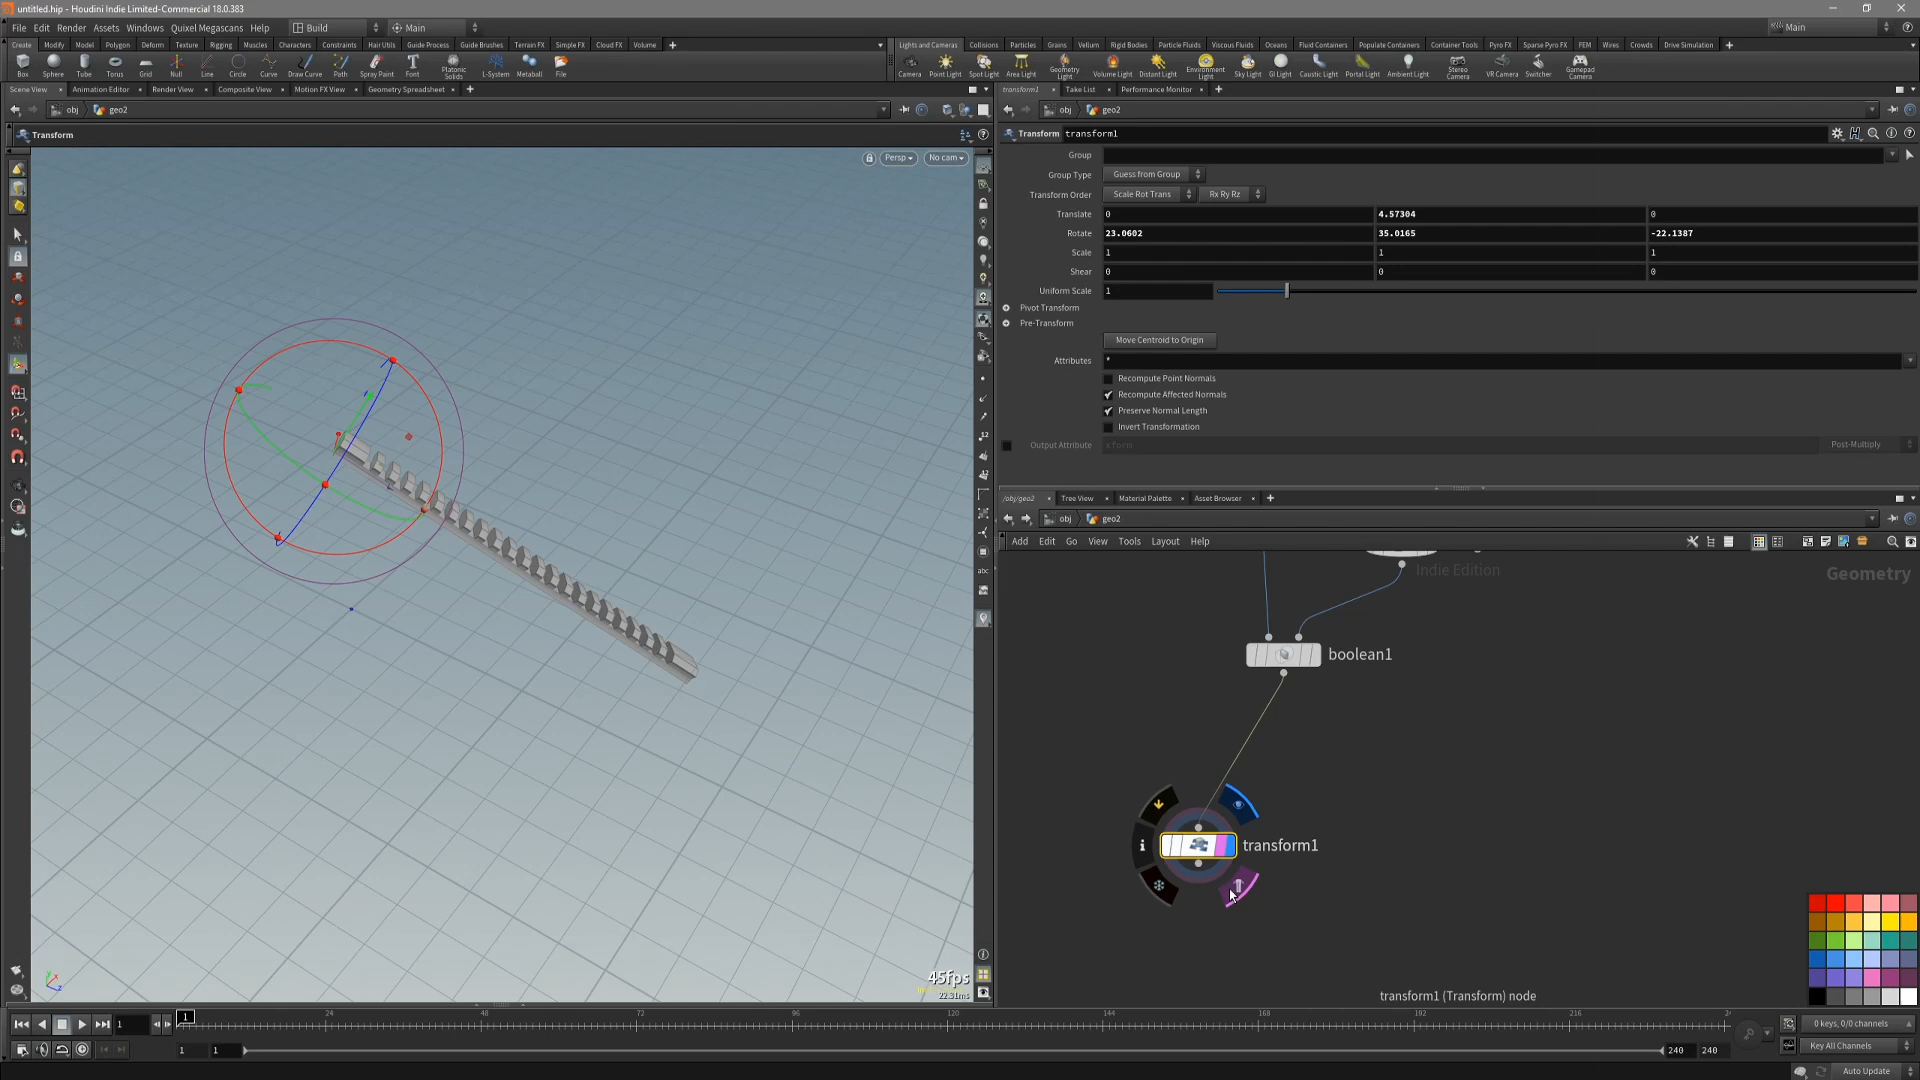 untitled.hip - Houdini Indie Limited-Commercial 18.0.383
File Edit Render Assets Windows Quixel Megascans Help Build Main Main
Create Modify Model Polygon Deform Texture Rigging Muscles Characters Constraints Hair Utils Guide Process Guide Brushes Terrain FX Simple FX Cloud FX Volume
Lights and Cameras Collisions Particles Grains Vellum Rigid Bodies Particle Fluids Viscous Fluids Oceans Fluid Containers Populate Containers Container Tools Pyro FX Sparse Pyro FX FEM Wires Crowds Drive Simulation
Box Sphere Tube Torus Grid Null Line Circle Curve Draw Curve Path Spray Paint Font Platonic Solids L-System Metaball File
Camera Point Light Spot Light Area Light Geometry Light Volume Light Distant Light Environment Light Sky Light GI Light Caustic Light Portal Light Ambient Light Stereo Camera VR Camera Switcher Gamepad Camera
Scene View Animation Editor Render View Composite View Motion FX View Geometry Spreadsheet
transform1 Take List Performance Monitor
obj geo2
obj geo2
Transform
Transform transform1
Persp No cam
Group
Group Type Guess from Group
Transform Order Scale Rot Trans Rx Ry Rz
Translate 0 4.57304 0
Rotate 23.0602 35.0165 -22.1387
Scale 1 1 1
Shear 0 0 0
Uniform Scale 1
Pivot Transform
Pre-Transform
Move Centroid to Origin
Attributes *
Recompute Point Normals
Recompute Affected Normals
Preserve Normal Length
Invert Transformation
Output Attribute xform Post-Multiply
/obj/geo2 Tree View Material Palette Asset Browser
obj geo2
Add Edit Go View Tools Layout Help
Indie Edition
Geometry
boolean1
transform1
transform1 (Transform) node
abc
45fps
22.31ms
1 1 24 48 72 96 120 144 168 192 216
0 keys, 0/0 channels
1 1 240 240
Key All Channels
Auto Update